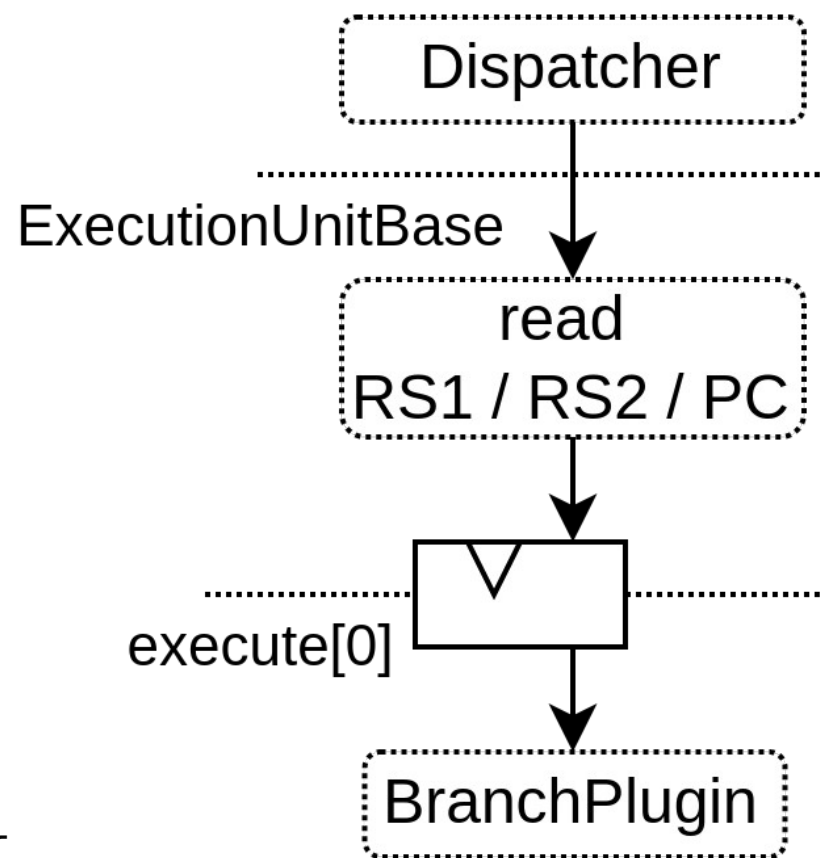 Dispatcher
ExecutionUnitBase
read
RS1 / RS2 / PC
execute[0]
BranchPlugin